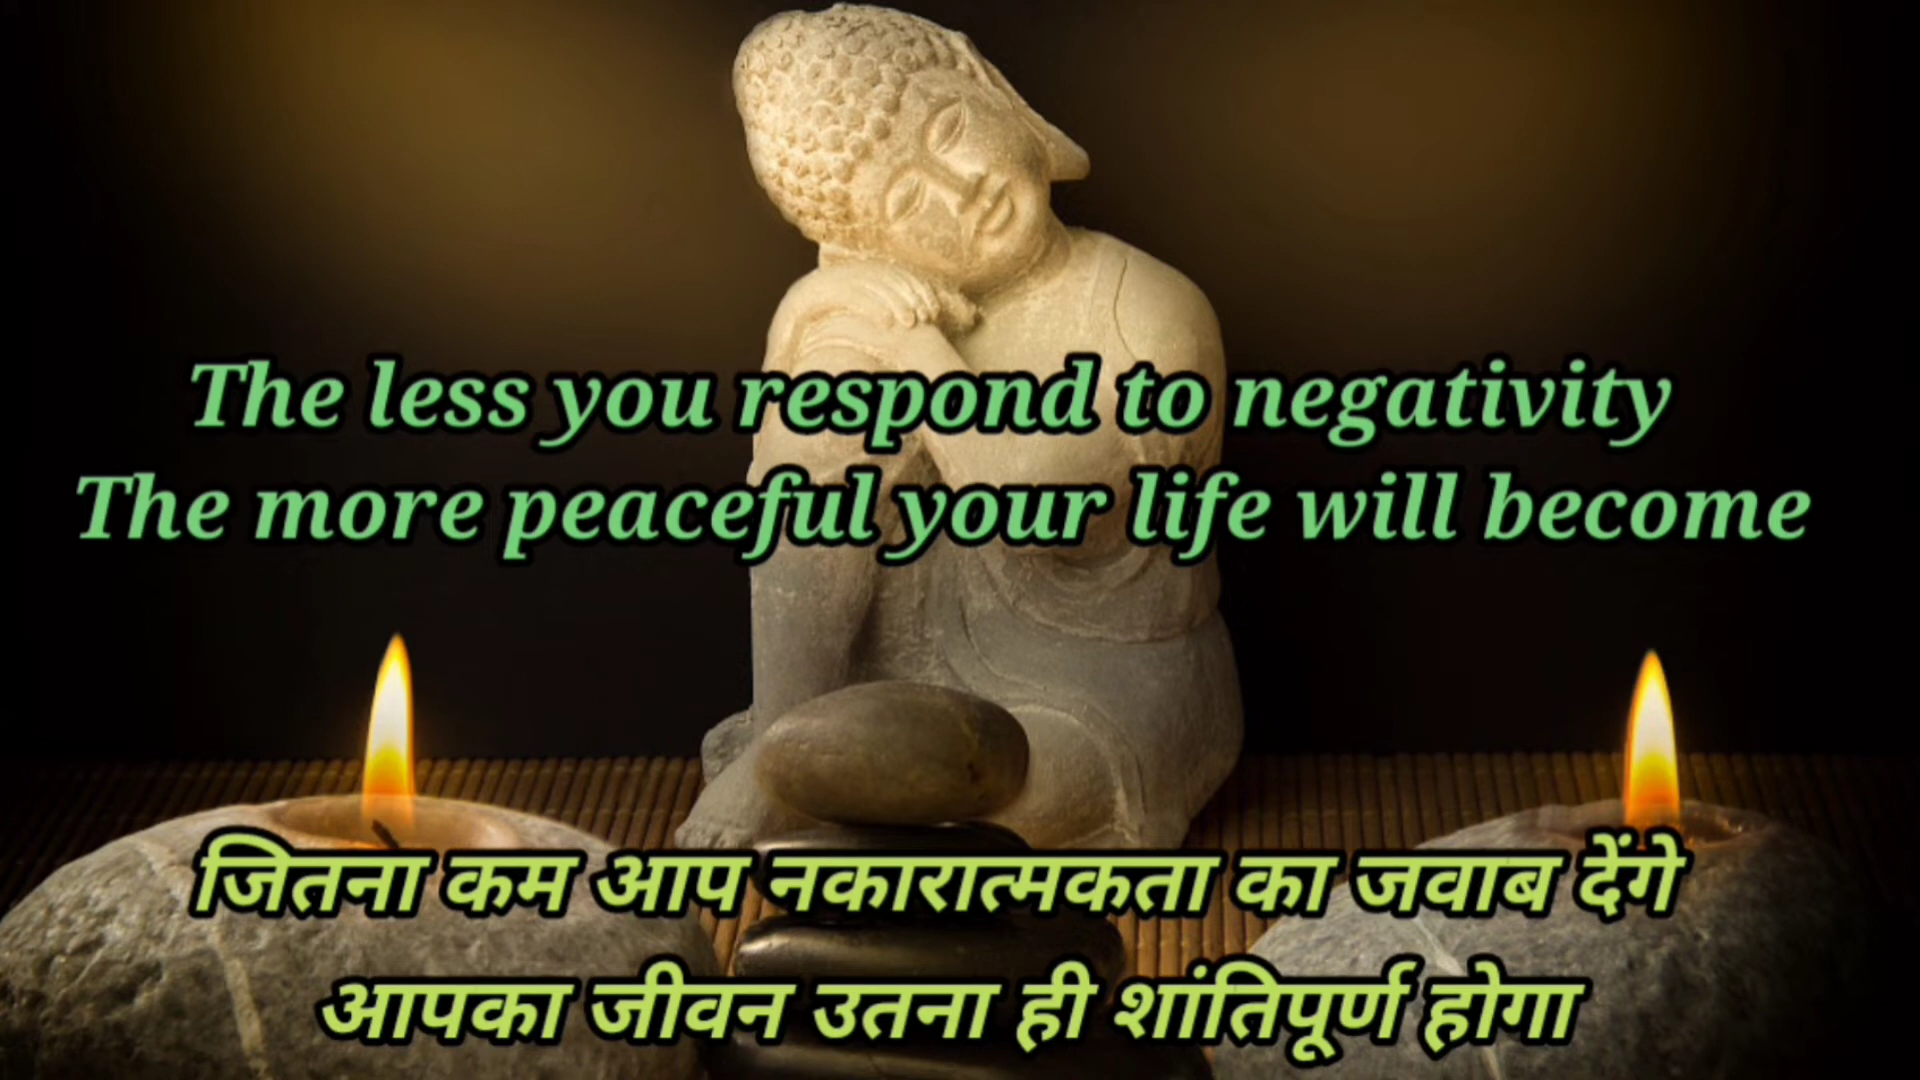 The less you respond to negativity
The more peaceful your life will become
जितना कम आप नकारात्मकता का जवाब देंगे
आपका जीवन उतना ही शांतिपूर्ण होगा